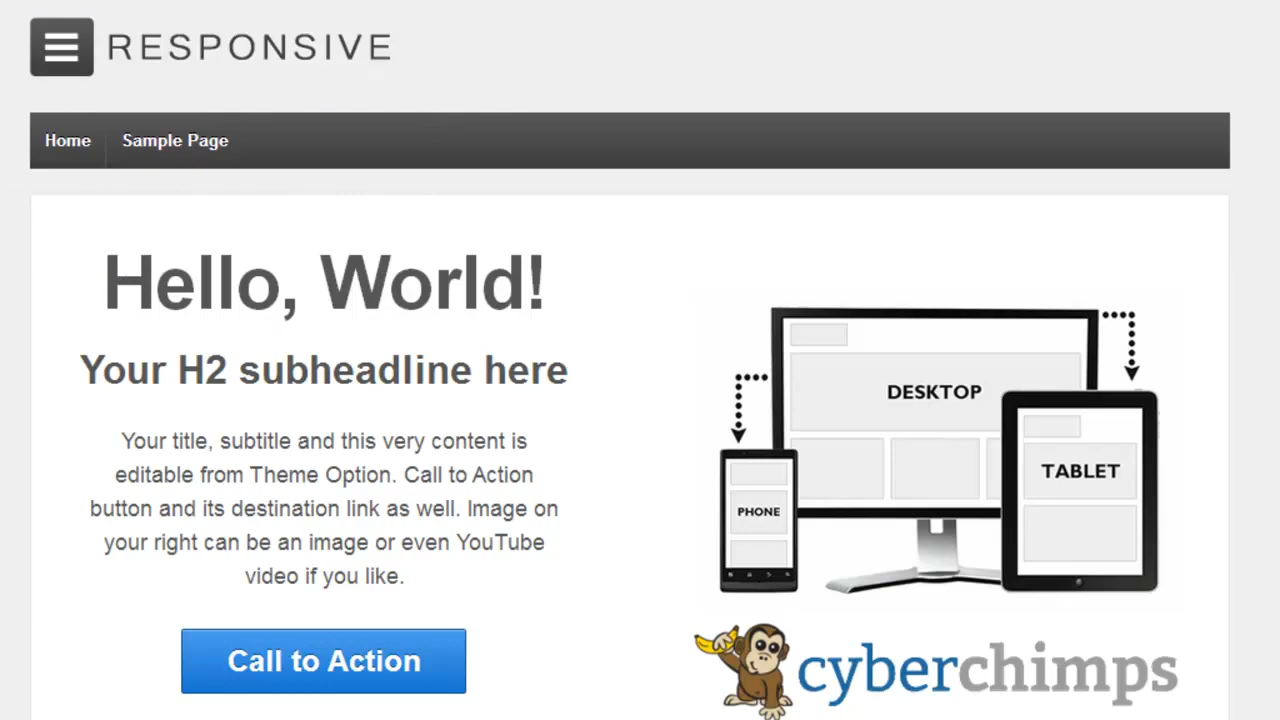 RESPONSIVE
Home Sample Page
Hello, World!
Your H2 subheadline here
Your title, subtitle and this very content is
editable from Theme Option. Call to Action
button and its destination link as well. Image on
your right can be an image or even YouTube
video if you like.
Call to Action
DESKTOP
TABLET
PHONE
cyberchimps